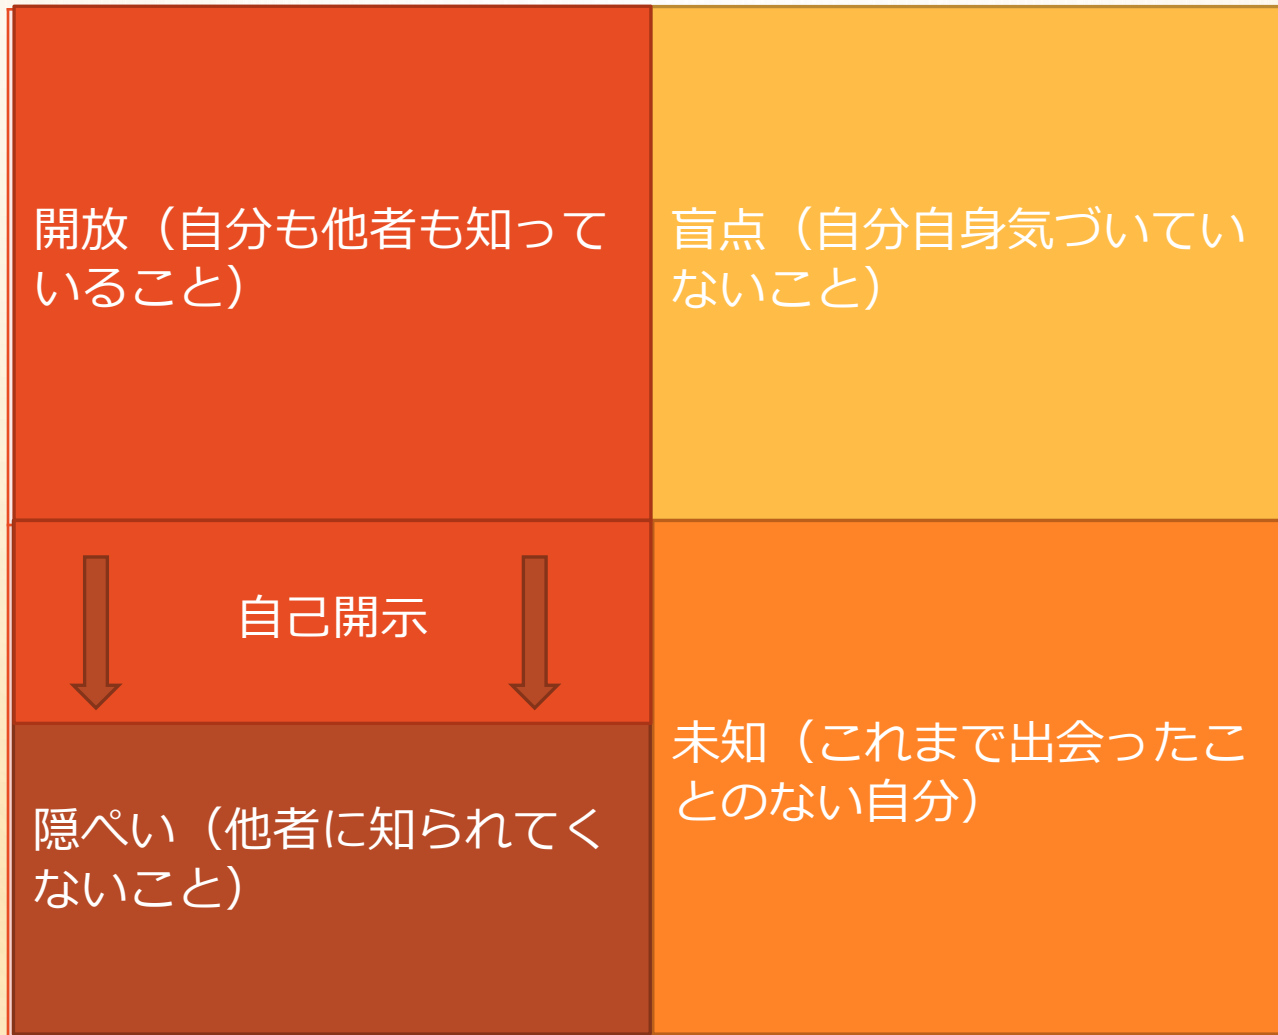 開放（自分も他者も知って
いること）
盲点（自分自身気づいてい
ないこと）
自己開示
隠ぺい（他者に知られてく
ないこと）
未知（これまで出会ったこ
とのない自分）